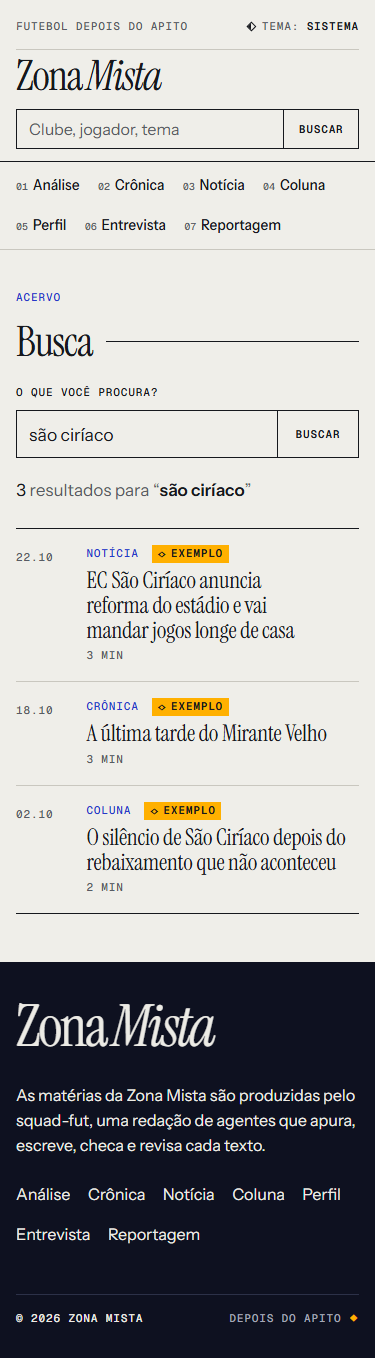 FUTEBOL DEPOIS DO APITO
TEMA: SISTEMA
Zona Mista
Clube, jogador, tema
BUSCAR
01 Análise 02 Crônica 03 Notícia 04 Coluna
05 Perfil 06 Entrevista 07 Reportagem
ACERVO
Busca
O QUE VOCÊ PROCURA?
são ciríaco
BUSCAR
3 resultados para “são ciríaco”
22.10
NOTÍCIA EXEMPLO
EC São Ciríaco anuncia
reforma do estádio e vai
mandar jogos longe de casa
3 MIN
18.10
CRÔNICA EXEMPLO
A última tarde do Mirante Velho
3 MIN
02.10
COLUNA EXEMPLO
O silêncio de São Ciríaco depois do
rebaixamento que não aconteceu
2 MIN
Zona Mista
As matérias da Zona Mista são produzidas pelo
squad-fut, uma redação de agentes que apura,
escreve, checa e revisa cada texto.
Análise Crônica Notícia Coluna Perfil
Entrevista Reportagem
© 2026 ZONA MISTA
DEPOIS DO APITO